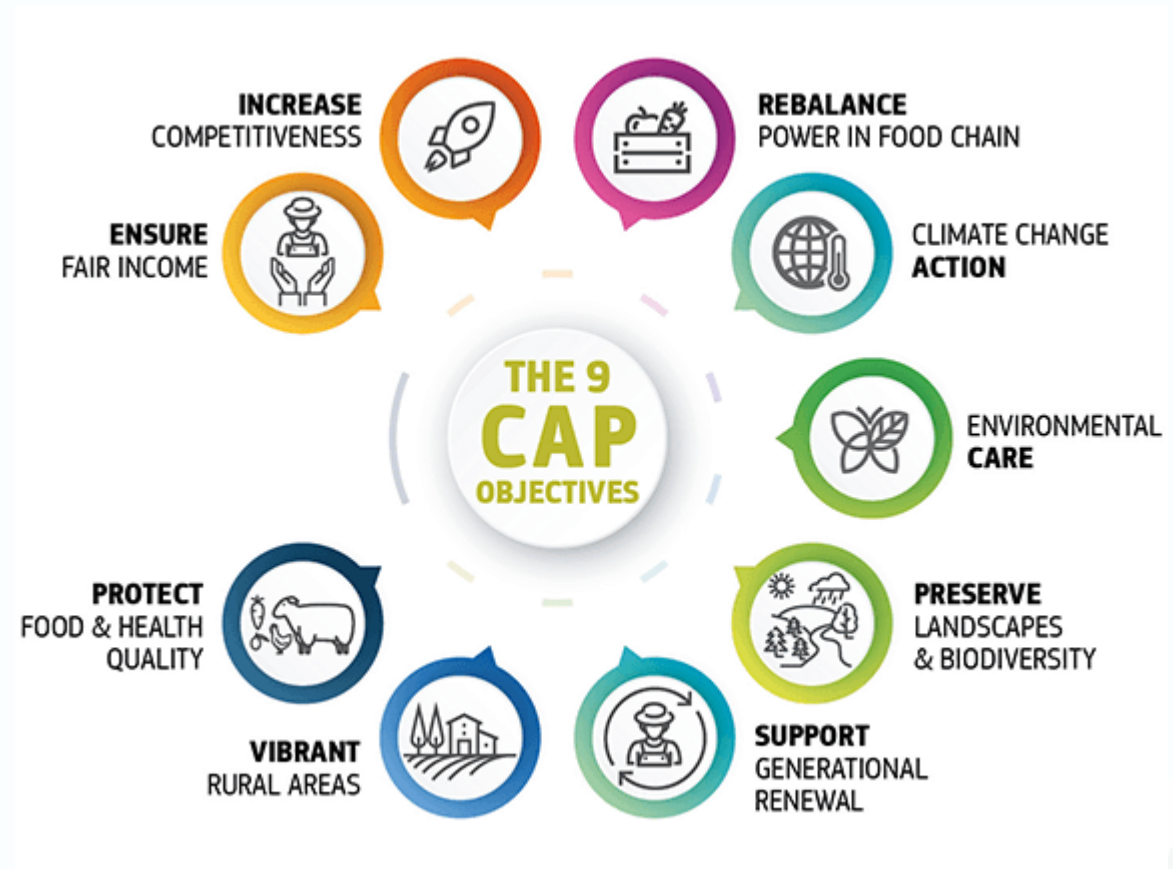 INCREASE
COMPETITIVENESS
REBALANCE
POWER IN FOOD CHAIN
ENSURE
FAIR INCOME
CLIMATE CHANGE
ACTION
THE 9
CAP
OBJECTIVES
ENVIRONMENTAL
CARE
PROTECT
FOOD & HEALTH
QUALITY
PRESERVE
LANDSCAPES
& BIODIVERSITY
VIBRANT
RURAL AREAS
SUPPORT
GENERATIONAL
RENEWAL